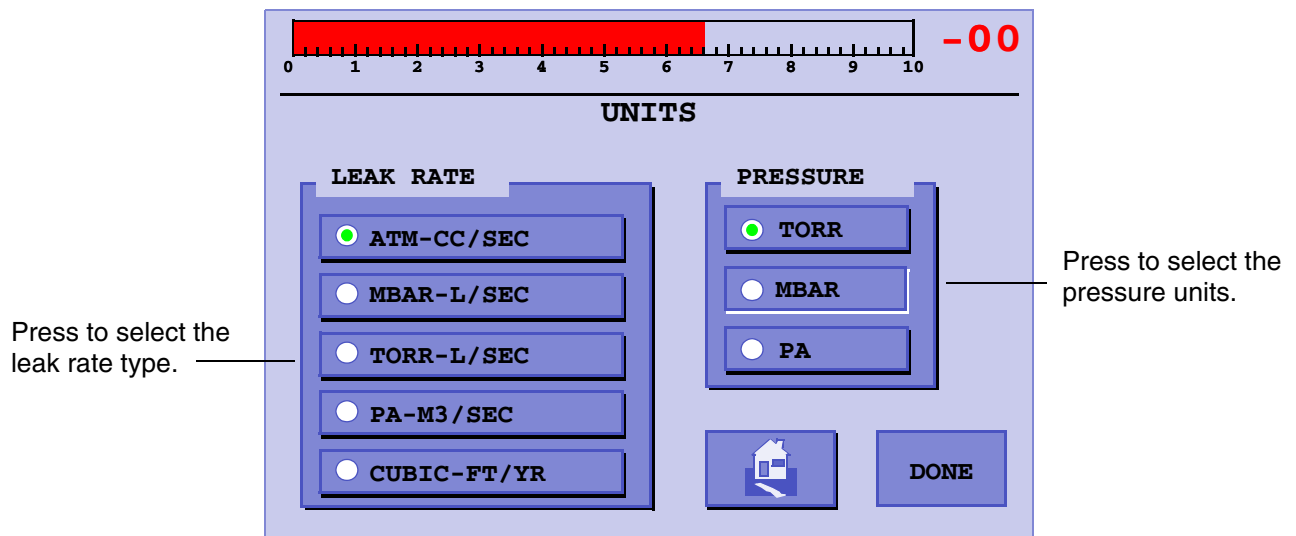 -00
0 1 2 3 4 5 6 7 8 9 10
UNITS
LEAK RATE
ATM-CC/SEC
MBAR-L/SEC
TORR-L/SEC
PA-M3/SEC
CUBIC-FT/YR
PRESSURE
TORR
MBAR
PA
DONE
Press to select the
leak rate type.
Press to select the
pressure units.